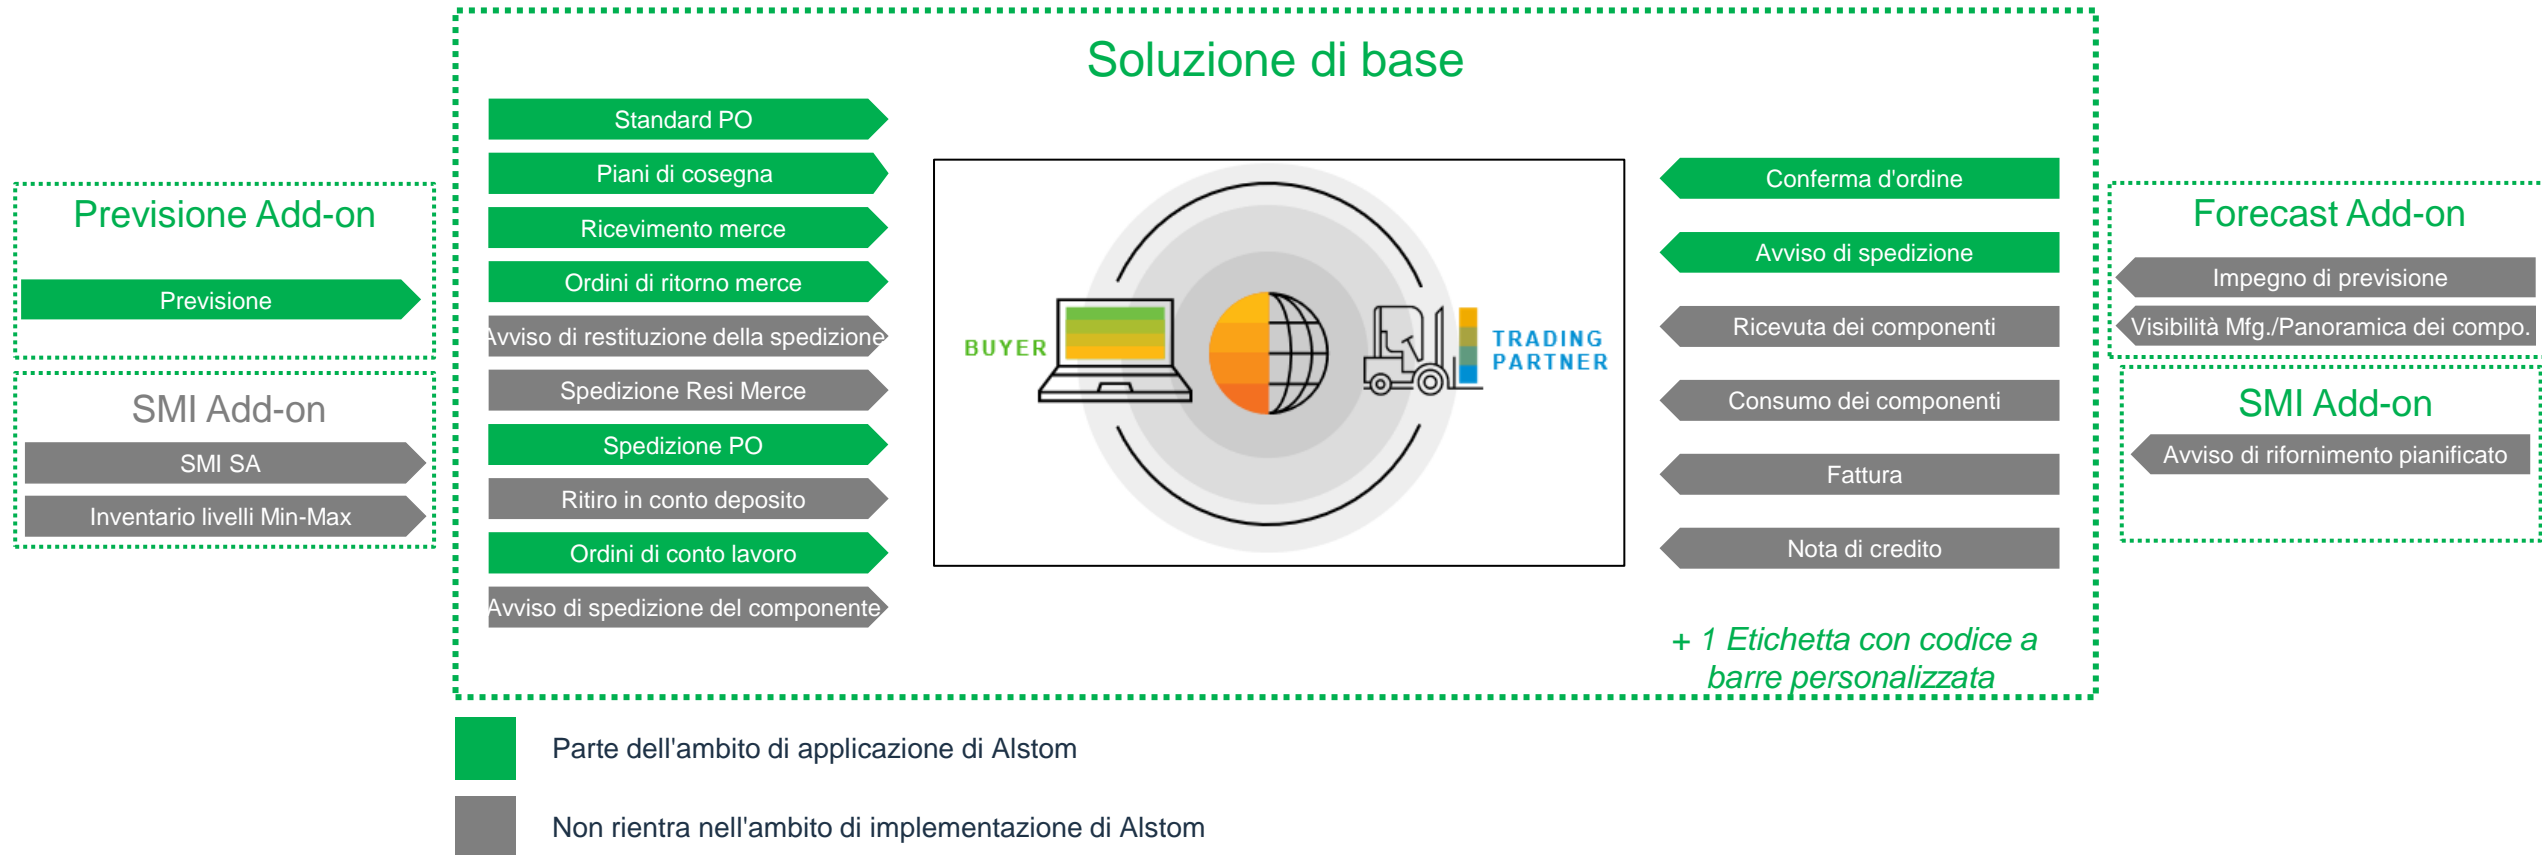 Soluzione di base
Previsione Add-on
Previsione
SMI Add-on
SMI SA
Inventario livelli Min-Max
Standard PO
Piani di cosegna
Ricevimento merce
Ordini di ritorno merce
Avviso di restituzione della spedizione
Spedizione Resi Merce
Spedizione PO
Ritiro in conto deposito
Ordini di conto lavoro
Avviso di spedizione del componente
BUYER
TRADING
PARTNER
Conferma d'ordine
Avviso di spedizione
Ricevuta dei componenti
Consumo dei componenti
Fattura
Nota di credito
+ 1 Etichetta con codice a
barre personalizzata
Forecast Add-on
Impegno di previsione
Visibilità Mfg./Panoramica dei compo.
SMI Add-on
Avviso di rifornimento pianificato
Parte dell'ambito di applicazione di Alstom
Non rientra nell'ambito di implementazione di Alstom